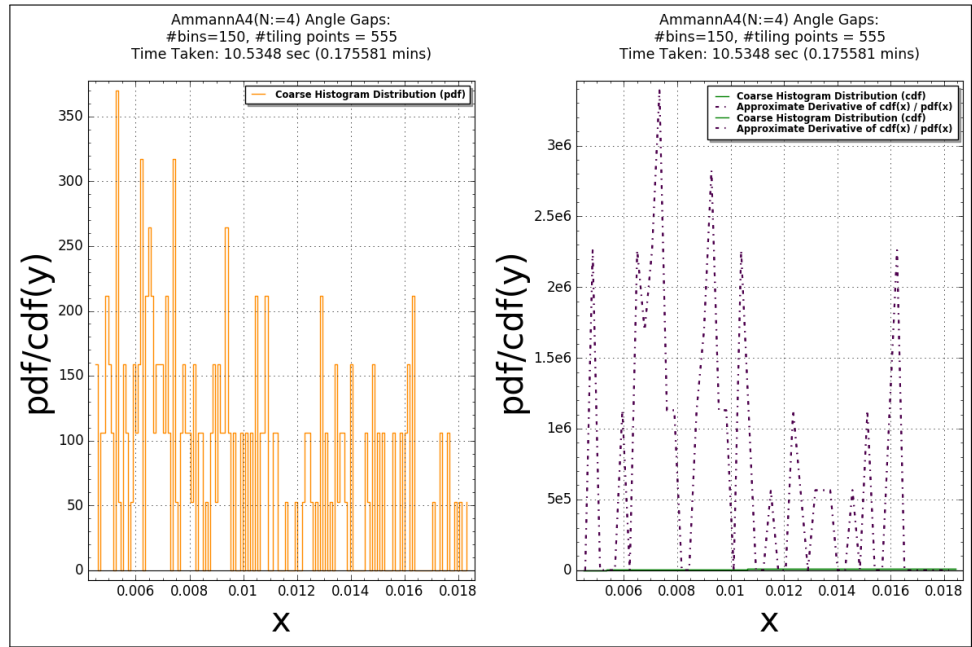 AmmannA4(N:=4) Angle Gaps:
#bins=150, #tiling points = 555
Time Taken: 10.5348 sec (0.175581 mins)
Coarse Histogram Distribution (pdf)
350
300
250
200
150
100
50
0
pdf/cdf(y)
0.006 0.008 0.01 0.012 0.014 0.016 0.018
x
AmmannA4(N:=4) Angle Gaps:
#bins=150, #tiling points = 555
Time Taken: 10.5348 sec (0.175581 mins)
Coarse Histogram Distribution (cdf)
Approximate Derivative of cdf(x) / pdf(x)
Coarse Histogram Distribution (cdf)
Approximate Derivative of cdf(x) / pdf(x)
3e6
2.5e6
2e6
1.5e6
1e6
5e5
0
pdf/cdf(y)
0.006 0.008 0.01 0.012 0.014 0.016 0.018
x